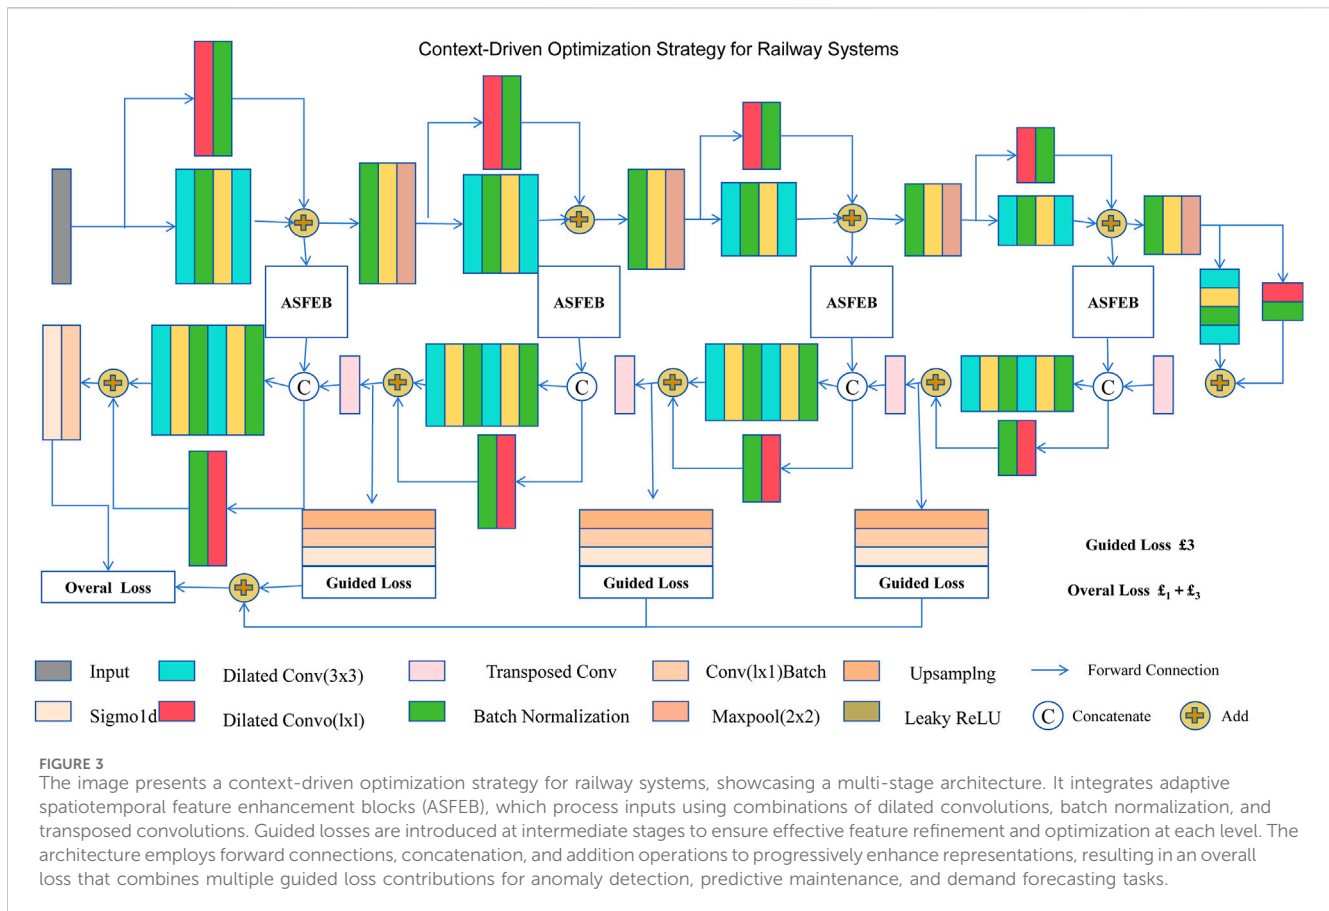 Context-Driven Optimization Strategy for Railway Systems
ASFEB
ASFEB
ASFEB
ASFEB
C
C
C
C
Guided Loss £3
Overal Loss
Guided Loss
Guided Loss
Guided Loss
Overal Loss £1 + £3
Input
Dilated Conv(3x3)
Transposed Conv
Conv(lx1)Batch
Upsamplng
Forward Connection
Sigmo1d
Dilated Convo(lxl)
Batch Normalization
Maxpool(2x2)
Leaky ReLU
C
Concatenate
Add
FIGURE 3
The image presents a context-driven optimization strategy for railway systems, showcasing a multi-stage architecture. It integrates adaptive
spatiotemporal feature enhancement blocks (ASFEB), which process inputs using combinations of dilated convolutions, batch normalization, and
transposed convolutions. Guided losses are introduced at intermediate stages to ensure effective feature refinement and optimization at each level. The
architecture employs forward connections, concatenation, and addition operations to progressively enhance representations, resulting in an overall
loss that combines multiple guided loss contributions for anomaly detection, predictive maintenance, and demand forecasting tasks.